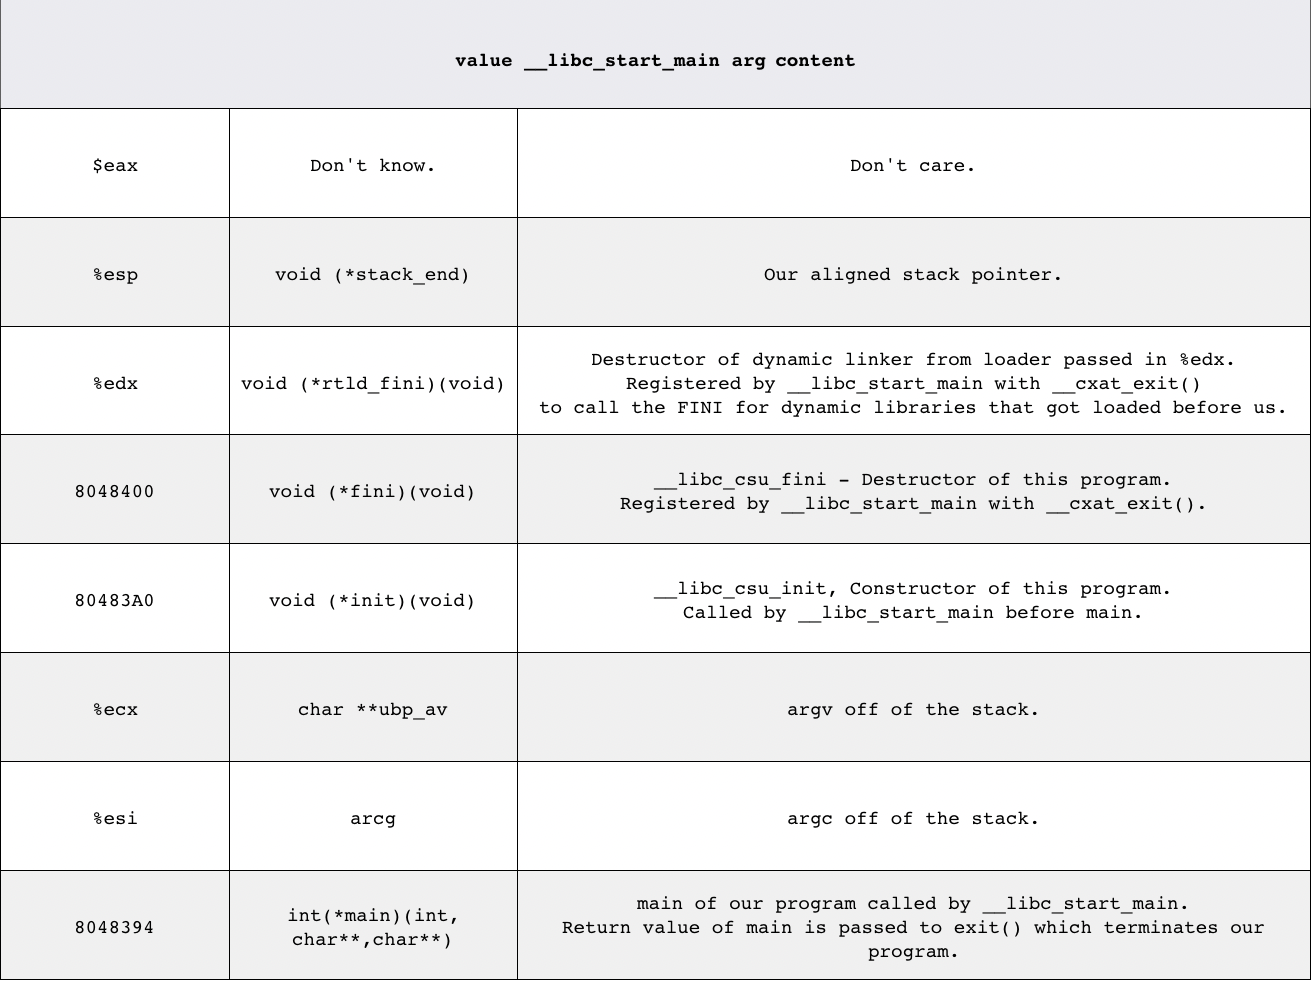 value __libc_start_main arg content
$eax
Don't know.
Don't care.
%esp
void (*stack_end)
Our aligned stack pointer.
%edx
void (*rtld_fini)(void)
Destructor of dynamic linker from loader passed in %edx.
Registered by __libc_start_main with __cxat_exit()
to call the FINI for dynamic libraries that got loaded before us.
8048400
void (*fini)(void)
__libc_csu_fini – Destructor of this program.
Registered by __libc_start_main with __cxat_exit().
80483A0
void (*init)(void)
__libc_csu_init, Constructor of this program.
Called by __libc_start_main before main.
%ecx
char **ubp_av
argv off of the stack.
%esi
arcg
argc off of the stack.
8048394
int(*main)(int,
char**,char**)
main of our program called by __libc_start_main.
Return value of main is passed to exit() which terminates our
program.